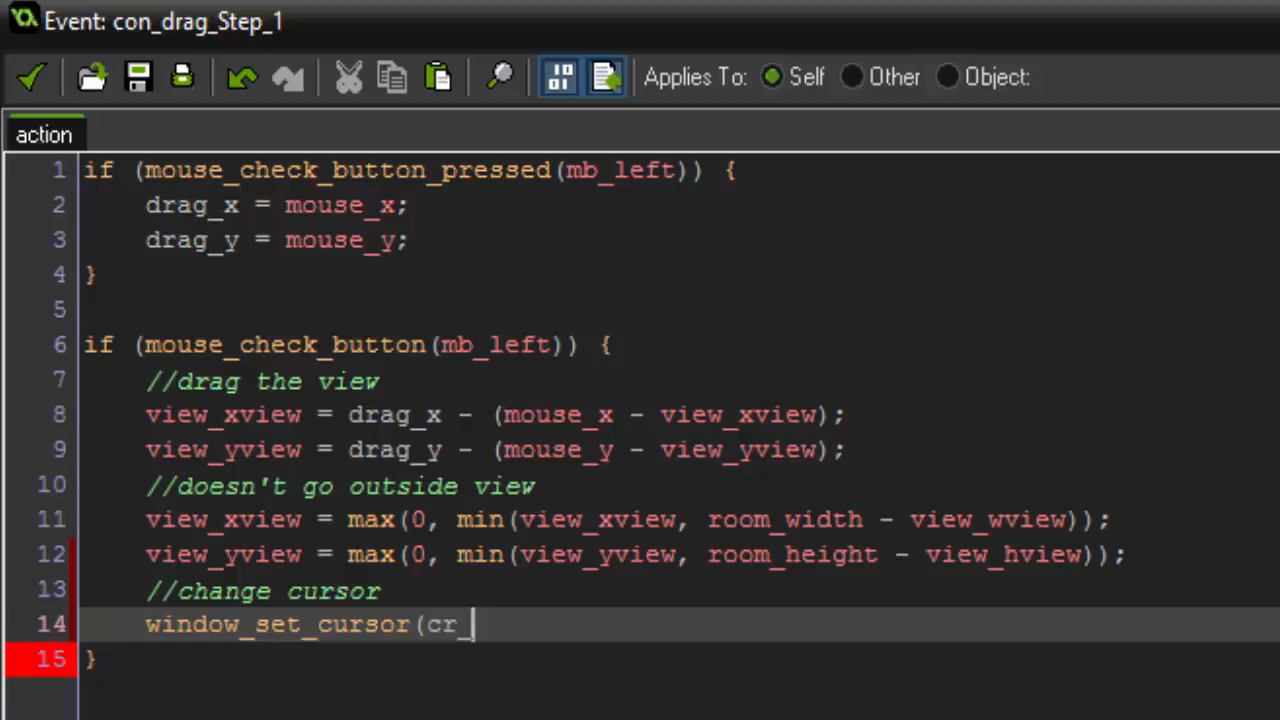 Event: con_drag_Step_1
Applies To: Self Other Object:
action
1 if (mouse_check_button_pressed(mb_left)) {
2 drag_x = mouse_x;
3 drag_y = mouse_y;
4 }
5
6 if (mouse_check_button(mb_left)) {
7 //drag the view
8 view_xview = drag_x - (mouse_x - view_xview);
9 view_yview = drag_y - (mouse_y - view_yview);
10 //doesn't go outside view
11 view_xview = max(0, min(view_xview, room_width - view_wview));
12 view_yview = max(0, min(view_yview, room_height - view_hview));
13 //change cursor
14 window_set_cursor(cr_
15 }